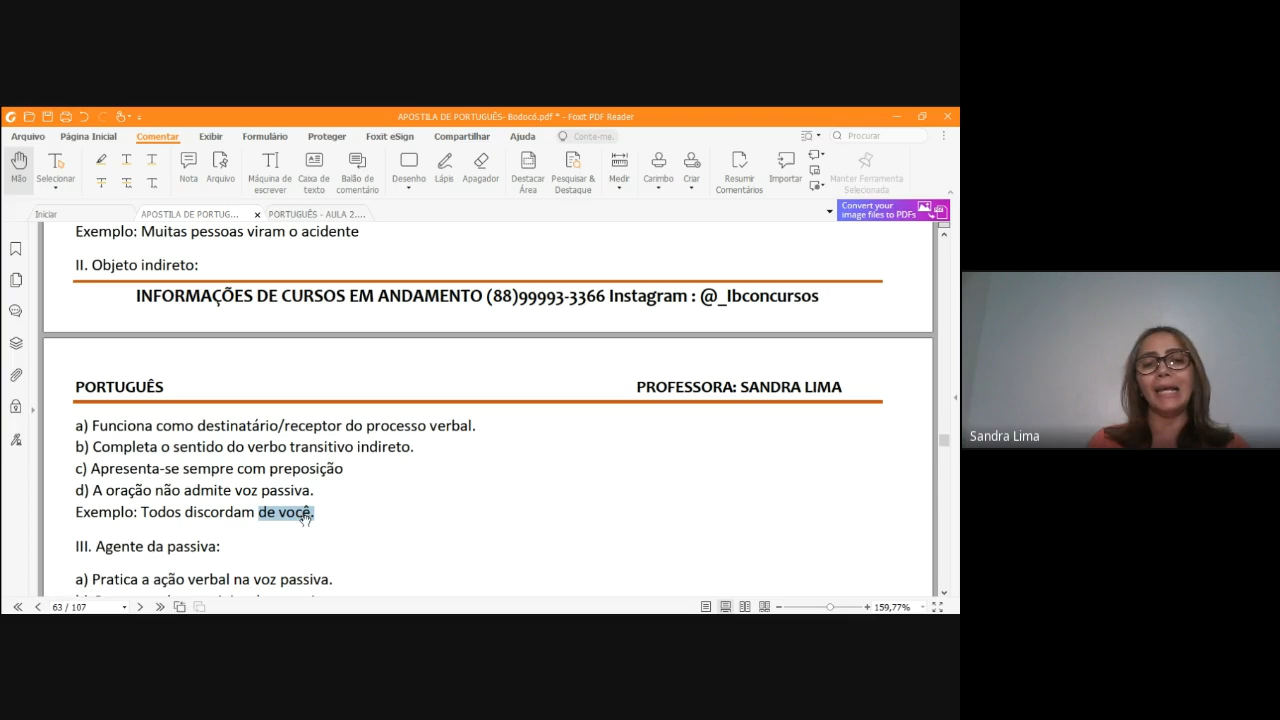 APOSTILA DE PORTUGUÊS- Bodocó.pdf * - Foxit PDF Reader
Arquivo Página Inicial Comentar Exibir Formulário Proteger Foxit eSign Compartilhar Ajuda Conte-me. Procurar
Mão Selecionar Nota Arquivo Máquina de escrever Caixa de texto Balão de comentário Desenho Lápis Apagador Destacar Área Pesquisar & Destaque Medir Carimbo Criar Resumir Comentários Importar Manter Ferramenta Selecionada
Iniciar APOSTILA DE PORTUG... PORTUGUÊS - AULA 2....
Convert your
image files to PDFs
Exemplo: Muitas pessoas viram o acidente
II. Objeto indireto:
INFORMAÇÕES DE CURSOS EM ANDAMENTO (88)99993-3366 Instagram : @_Ibconcursos
PORTUGUÊS PROFESSORA: SANDRA LIMA
a) Funciona como destinatário/receptor do processo verbal.
b) Completa o sentido do verbo transitivo indireto.
c) Apresenta-se sempre com preposição
d) A oração não admite voz passiva.
Exemplo: Todos discordam de você.
III. Agente da passiva:
a) Pratica a ação verbal na voz passiva.
63 / 107 159,77%
Sandra Lima